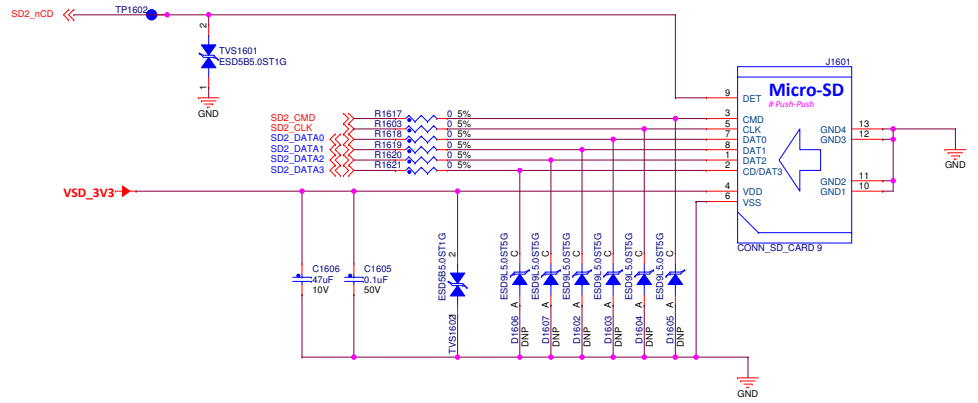 SD2_nCD
TP1602
2
TVS1601
ESD5B5.0ST1G
1
GND
J1601
Micro-SD
# Push-Push
9 DET
SD2_CMD R1617 0 5% 3 CMD
SD2_CLK R1603 0 5% 5 CLK
SD2_DATA0 R1618 0 5% 7 DAT0
SD2_DATA1 R1619 0 5% 8 DAT1
SD2_DATA2 R1620 0 5% 1 DAT2
SD2_DATA3 R1621 0 5% 2 CD/DAT3
VSD_3V3 4 VDD
6 VSS
GND4 13
GND3 12
GND2 11
GND1 10
GND
CONN_SD_CARD 9
C1606
47uF
10V
C1605
0.1uF
50V
ESD5B5.0ST1G
2
TVS1602
ESD9L5.0ST5G
C
A
D1606
DNP
ESD9L5.0ST5G
C
A
D1607
DNP
ESD9L5.0ST5G
C
A
D1602
DNP
ESD9L5.0ST5G
C
A
D1603
DNP
ESD9L5.0ST5G
C
A
D1604
DNP
ESD9L5.0ST5G
C
A
D1605
DNP
GND